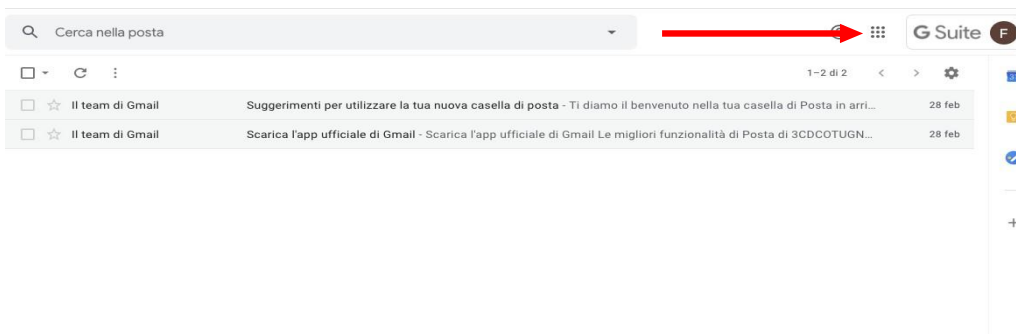 Cerca nella posta
G Suite F
1–2 di 2
Il team di Gmail Suggerimenti per utilizzare la tua nuova casella di posta - Ti diamo il benvenuto nella tua casella di Posta in arri... 28 feb
Il team di Gmail Scarica l'app ufficiale di Gmail - Scarica l'app ufficiale di Gmail Le migliori funzionalità di Posta di 3CDCOTUGN... 28 feb